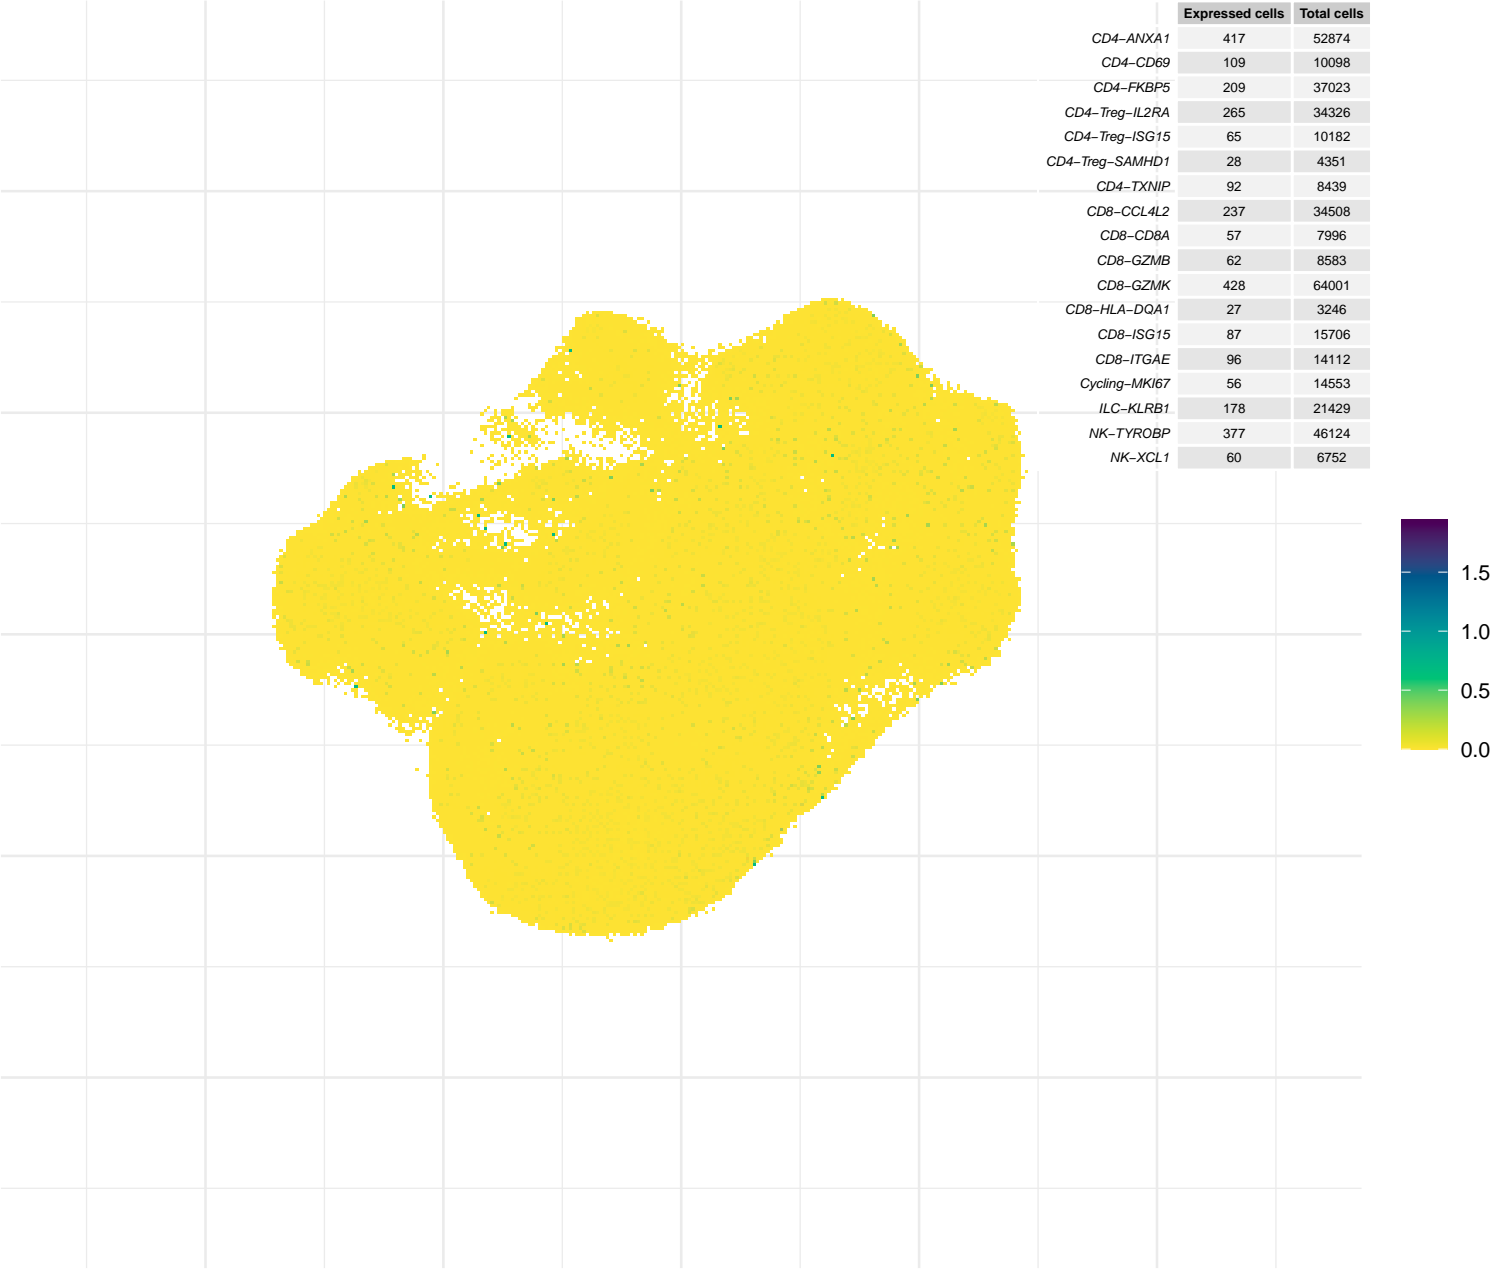 Expressed cells Total cells
CD4−ANXA1 417 52874
CD4−CD69 109 10098
CD4−FKBP5 209 37023
CD4−Treg−IL2RA 265 34326
CD4−Treg−ISG15 65 10182
CD4−Treg−SAMHD1 28 4351
CD4−TXNIP 92 8439
CD8−CCL4L2 237 34508
CD8−CD8A 57 7996
CD8−GZMB 62 8583
CD8−GZMK 428 64001
CD8−HLA−DQA1 27 3246
CD8−ISG15 87 15706
CD8−ITGAE 96 14112
Cycling−MKI67 56 14553
ILC−KLRB1 178 21429
NK−TYROBP 377 46124
NK−XCL1 60 6752
1.5
1.0
0.5
0.0